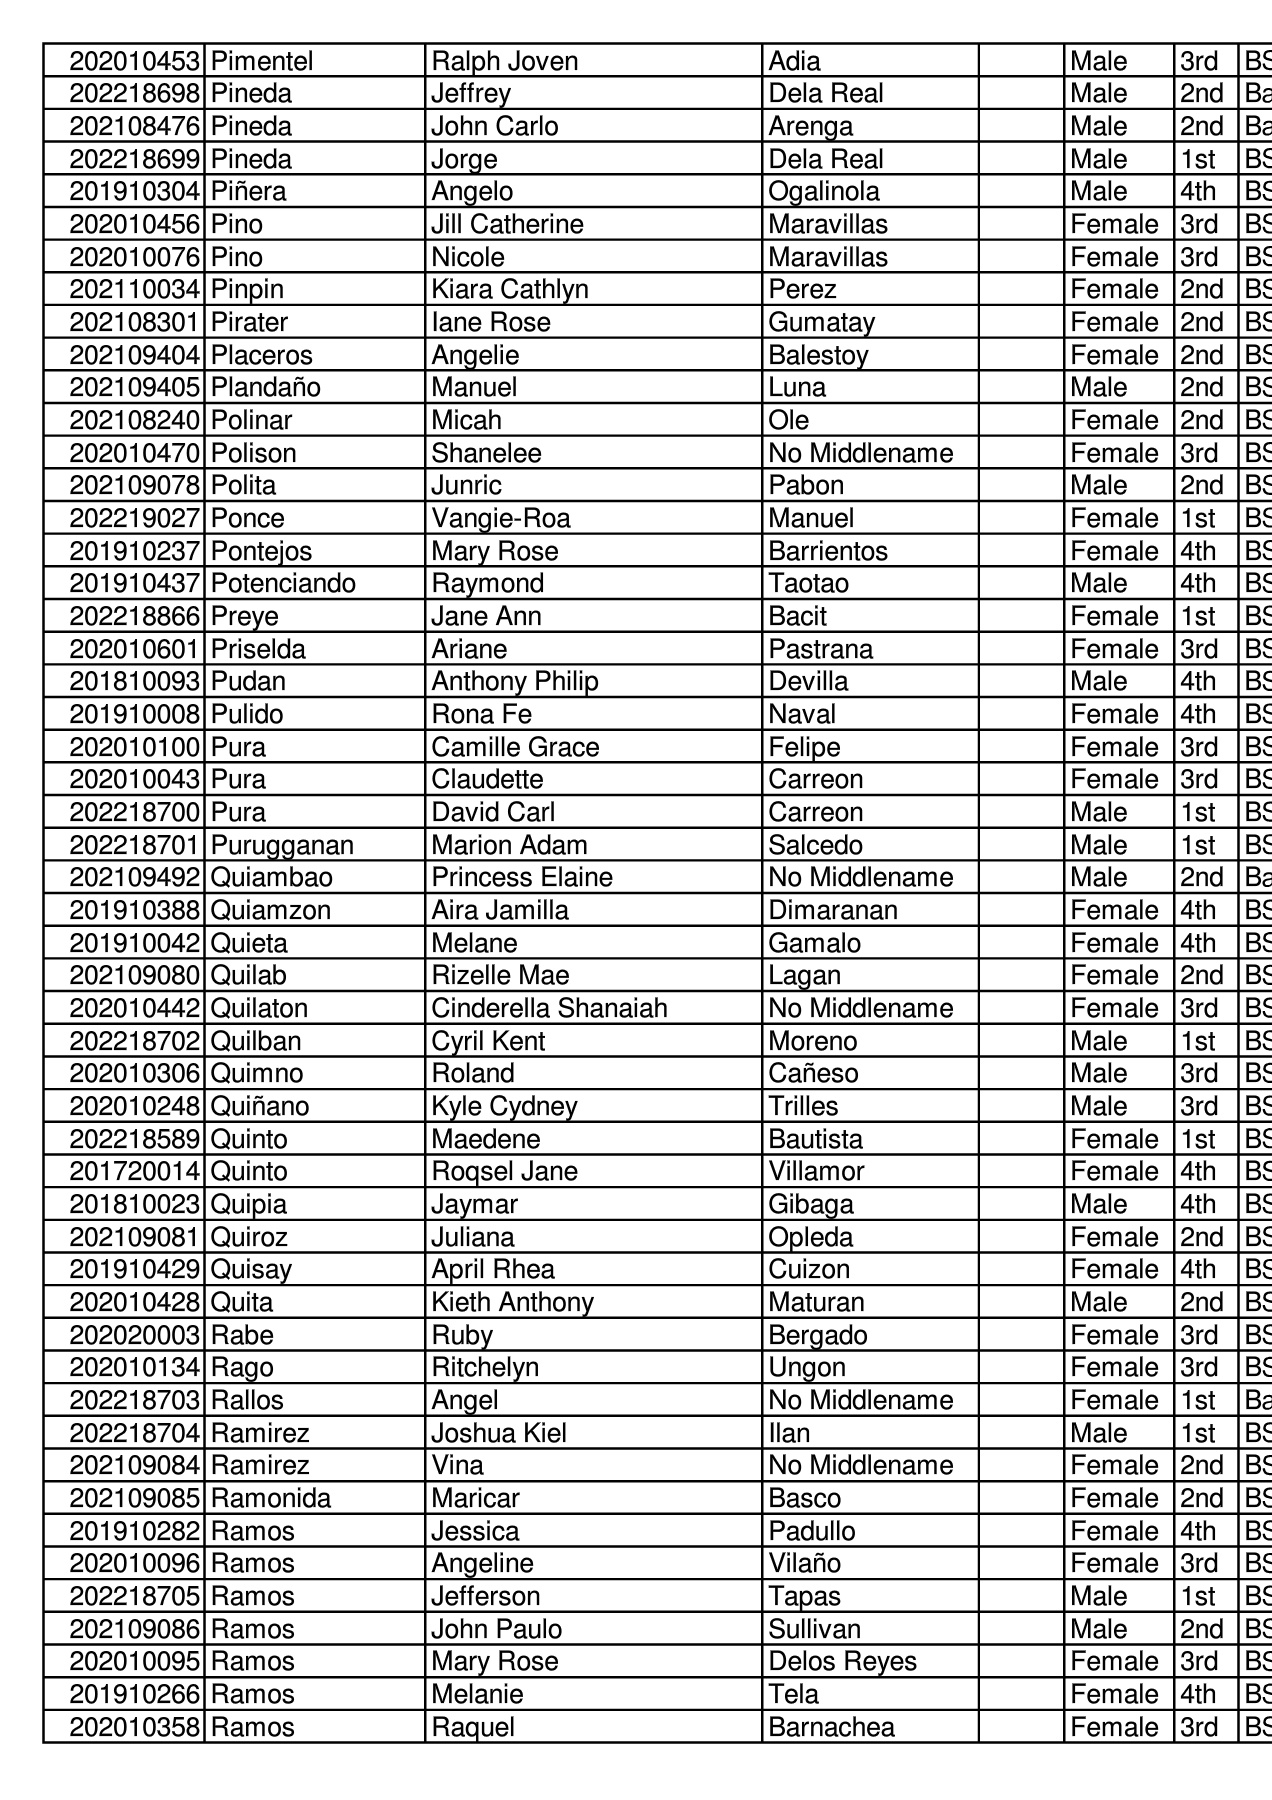 202010453 Pimentel Ralph Joven Adia Male 3rd BS
202218698 Pineda Jeffrey Dela Real Male 2nd Ba
202108476 Pineda John Carlo Arenga Male 2nd Ba
202218699 Pineda Jorge Dela Real Male 1st BS
201910304 Piñera Angelo Ogalinola Male 4th BS
202010456 Pino Jill Catherine Maravillas Female 3rd BS
202010076 Pino Nicole Maravillas Female 3rd BS
202110034 Pinpin Kiara Cathlyn Perez Female 2nd BS
202108301 Pirater Iane Rose Gumatay Female 2nd BS
202109404 Placeros Angelie Balestoy Female 2nd BS
202109405 Plandaño Manuel Luna Male 2nd BS
202108240 Polinar Micah Ole Female 2nd BS
202010470 Polison Shanelee No Middlename Female 3rd BS
202109078 Polita Junric Pabon Male 2nd BS
202219027 Ponce Vangie-Roa Manuel Female 1st BS
201910237 Pontejos Mary Rose Barrientos Female 4th BS
201910437 Potenciando Raymond Taotao Male 4th BS
202218866 Preye Jane Ann Bacit Female 1st BS
202010601 Priselda Ariane Pastrana Female 3rd BS
201810093 Pudan Anthony Philip Devilla Male 4th BS
201910008 Pulido Rona Fe Naval Female 4th BS
202010100 Pura Camille Grace Felipe Female 3rd BS
202010043 Pura Claudette Carreon Female 3rd BS
202218700 Pura David Carl Carreon Male 1st BS
202218701 Purugganan Marion Adam Salcedo Male 1st BS
202109492 Quiambao Princess Elaine No Middlename Male 2nd Ba
201910388 Quiamzon Aira Jamilla Dimaranan Female 4th BS
201910042 Quieta Melane Gamalo Female 4th BS
202109080 Quilab Rizelle Mae Lagan Female 2nd BS
202010442 Quilaton Cinderella Shanaiah No Middlename Female 3rd BS
202218702 Quilban Cyril Kent Moreno Male 1st BS
202010306 Quimno Roland Cañeso Male 3rd BS
202010248 Quiñano Kyle Cydney Trilles Male 3rd BS
202218589 Quinto Maedene Bautista Female 1st BS
201720014 Quinto Roqsel Jane Villamor Female 4th BS
201810023 Quipia Jaymar Gibaga Male 4th BS
202109081 Quiroz Juliana Opleda Female 2nd BS
201910429 Quisay April Rhea Cuizon Female 4th BS
202010428 Quita Kieth Anthony Maturan Male 2nd BS
202020003 Rabe Ruby Bergado Female 3rd BS
202010134 Rago Ritchelyn Ungon Female 3rd BS
202218703 Rallos Angel No Middlename Female 1st Ba
202218704 Ramirez Joshua Kiel Ilan Male 1st BS
202109084 Ramirez Vina No Middlename Female 2nd BS
202109085 Ramonida Maricar Basco Female 2nd BS
201910282 Ramos Jessica Padullo Female 4th BS
202010096 Ramos Angeline Vilaño Female 3rd BS
202218705 Ramos Jefferson Tapas Male 1st BS
202109086 Ramos John Paulo Sullivan Male 2nd BS
202010095 Ramos Mary Rose Delos Reyes Female 3rd BS
201910266 Ramos Melanie Tela Female 4th BS
202010358 Ramos Raquel Barnachea Female 3rd BS